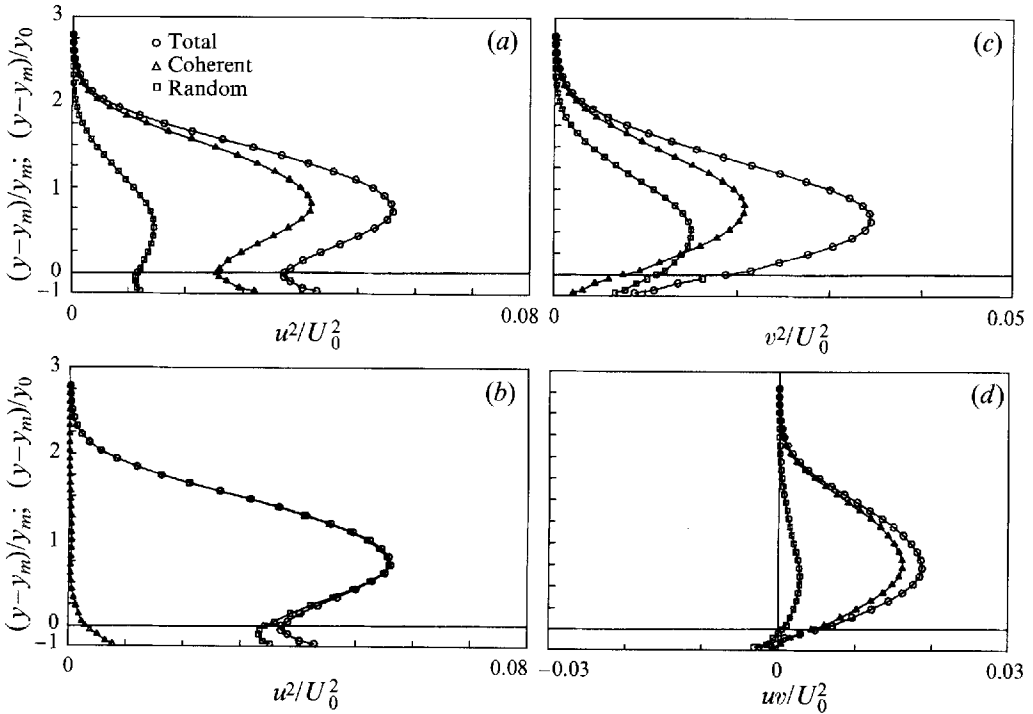 3
(a)
Total
Coherent
Random
2
1
0
−1
(y−y_m)/y_m; (y−y_m)/y_0
0
0.08
u²/U₀²
(c)
0
0.05
v²/U₀²
3
(b)
2
1
0
−1
(y−y_m)/y_m; (y−y_m)/y_0
0
0.08
u²/U₀²
(d)
−0.03
0
0.03
uv/U₀²